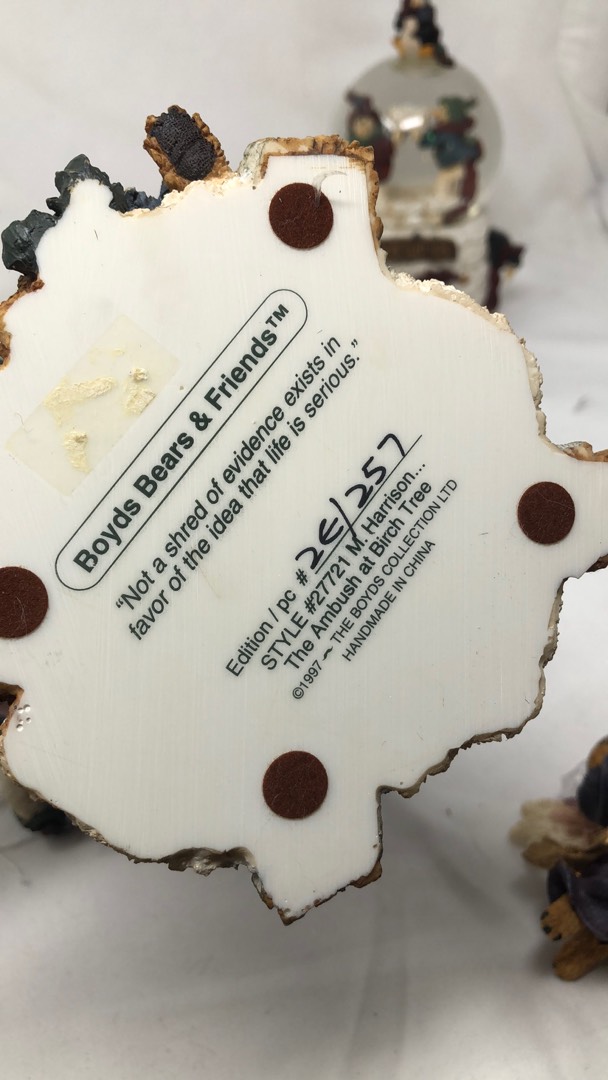 Boyds Bears & Friends™
"Not a shred of evidence exists in
favor of the idea that life is serious."
Edition / pc # 2E/257
STYLE #27721 M. Harrison...
The Ambush at Birch Tree
©1997 ~ THE BOYDS COLLECTION LTD
HANDMADE IN CHINA